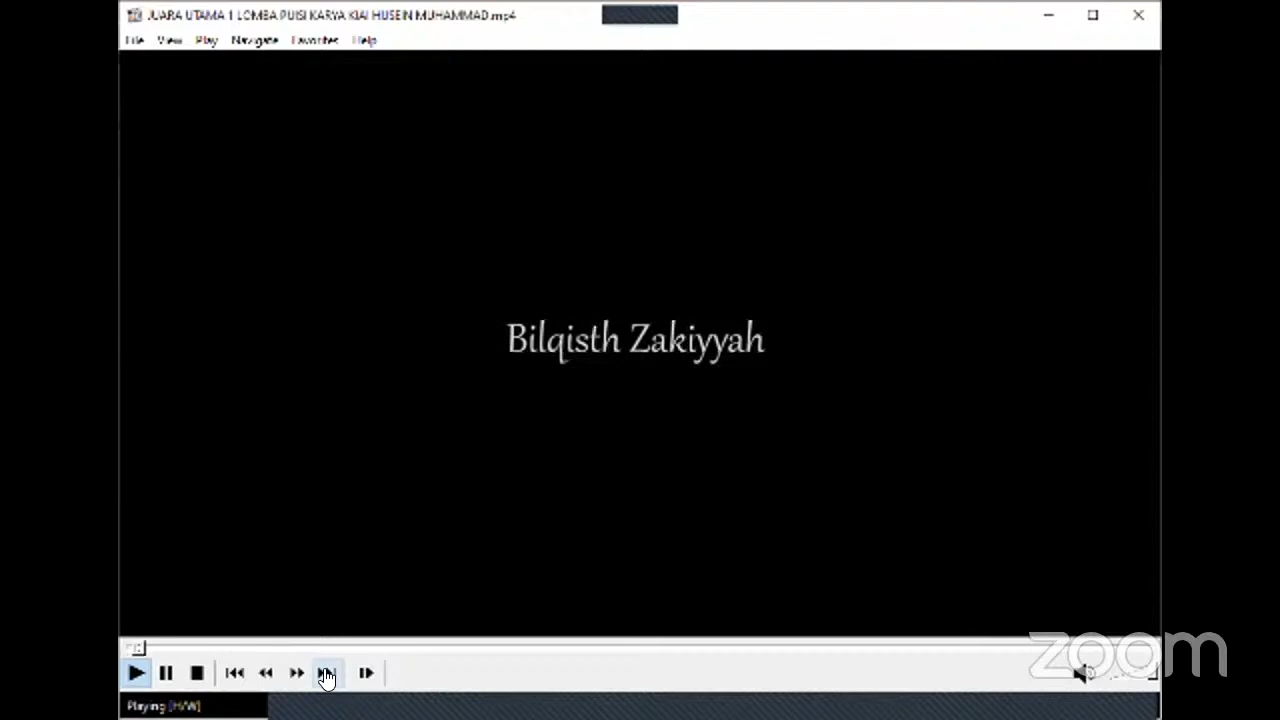 JUARA UTAMA 1 LOMBA PUISI KARYA KIAI HUSEIN MUHAMMAD.mp4
File View Play Navigate Favorites Help
Bilqisth Zakiyyah
zoom
Playing [H/W]